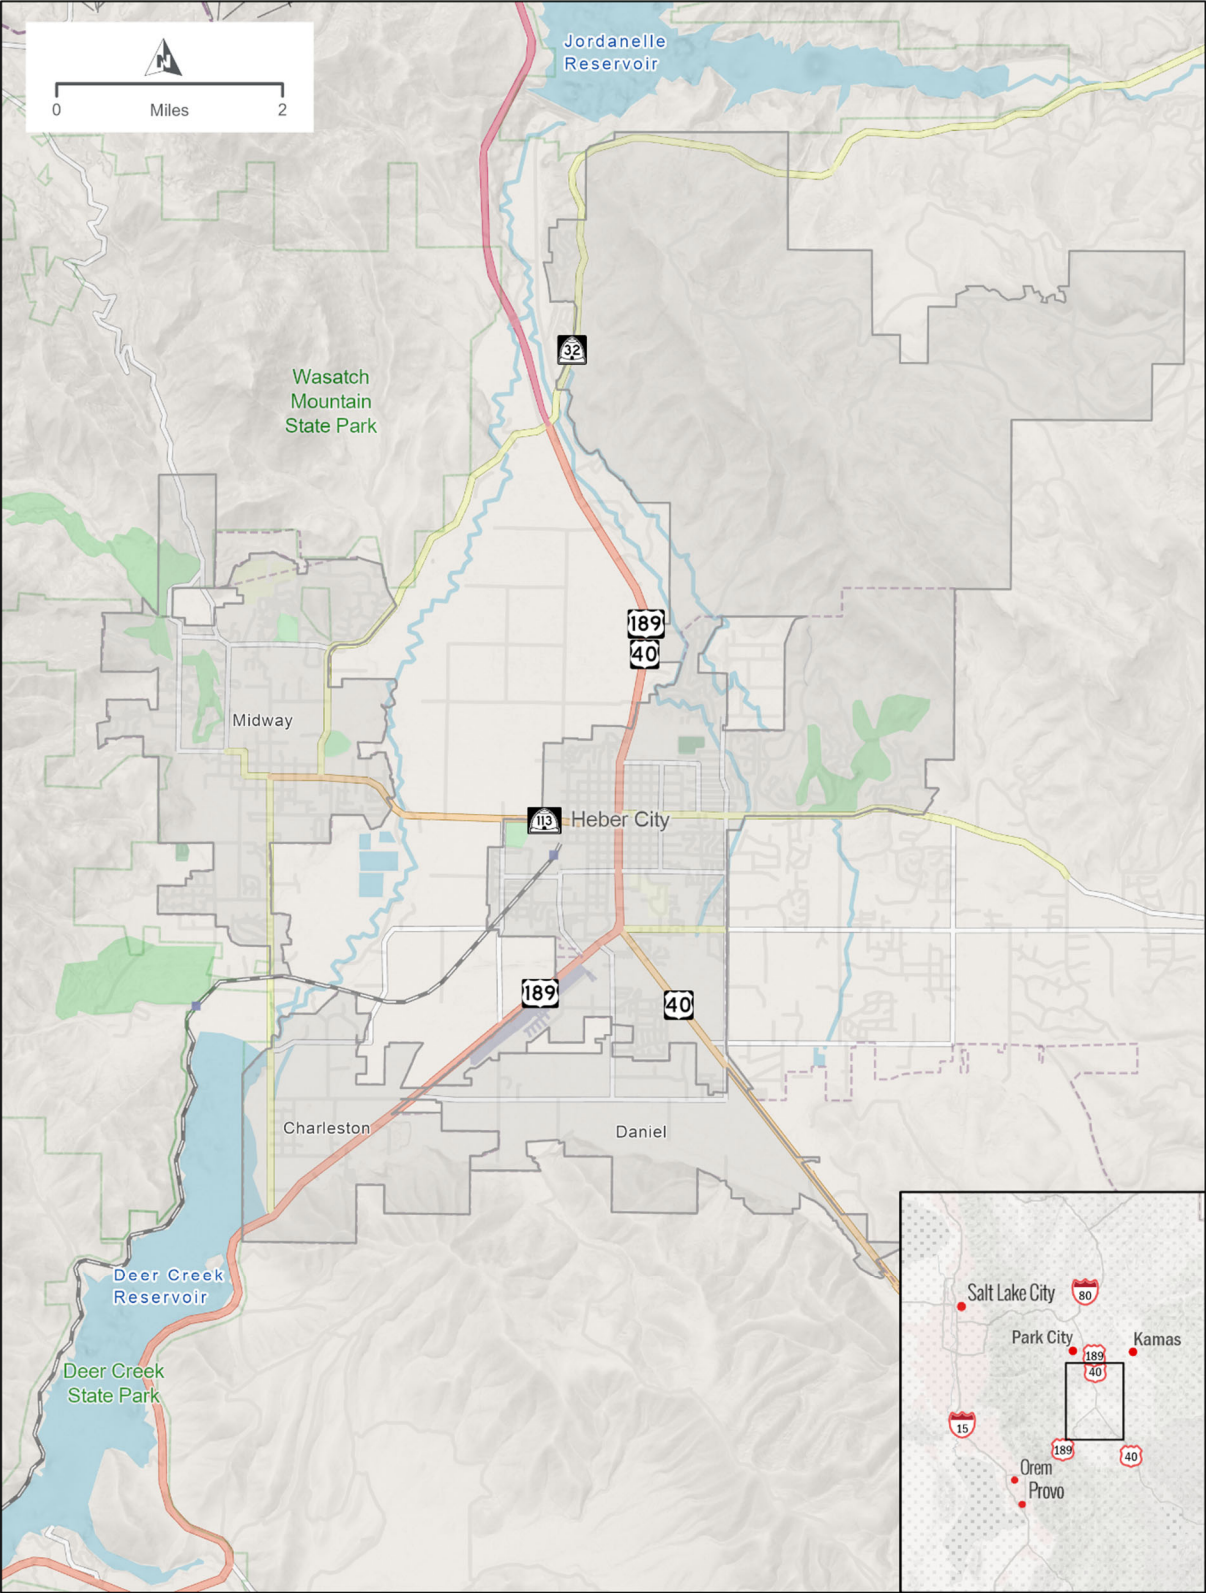 Jordanelle
Reservoir
N
0 Miles 2
32
Wasatch
Mountain
State Park
189
40
Midway
113
Heber City
189
40
Charleston
Daniel
Deer Creek
Reservoir
Deer Creek
State Park
Salt Lake City
80
Park City
Kamas
189
40
15
189
40
Orem
Provo